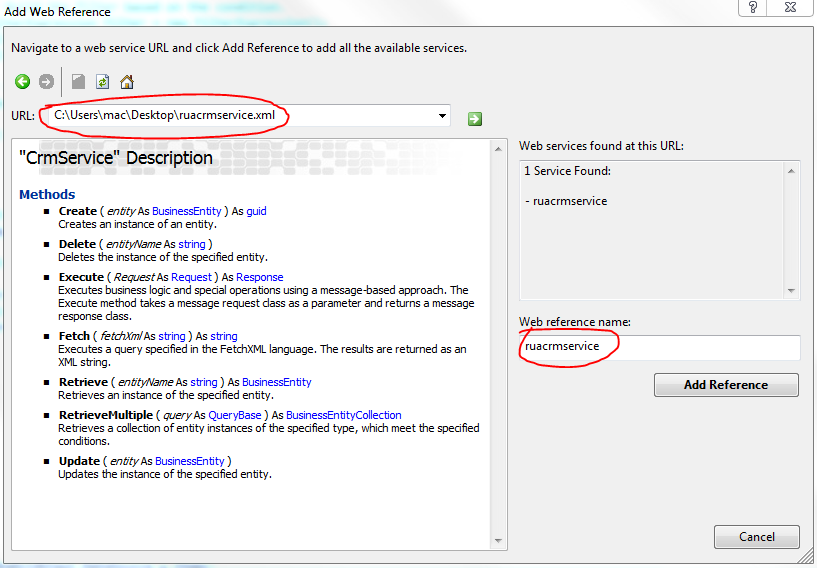 Add Web Reference
Navigate to a web service URL and click Add Reference to add all the available services.
URL: C:\Users\mac\Desktop\ruacrmservice.xml
"CrmService" Description
Methods
Create ( entity As BusinessEntity ) As guid
Creates an instance of an entity.
Delete ( entityName As string )
Deletes the instance of the specified entity.
Execute ( Request As Request ) As Response
Executes business logic and special operations using a message-based approach. The
Execute method takes a message request class as a parameter and returns a message
response class.
Fetch ( fetchXml As string ) As string
Executes a query specified in the FetchXML language. The results are returned as an
XML string.
Retrieve ( entityName As string ) As BusinessEntity
Retrieves an instance of the specified entity.
RetrieveMultiple ( query As QueryBase ) As BusinessEntityCollection
Retrieves a collection of entity instances of the specified type, which meet the specified
conditions.
Update ( entity As BusinessEntity )
Updates the instance of the specified entity.
Web services found at this URL:
1 Service Found:
- ruacrmservice
Web reference name:
ruacrmservice
Add Reference
Cancel